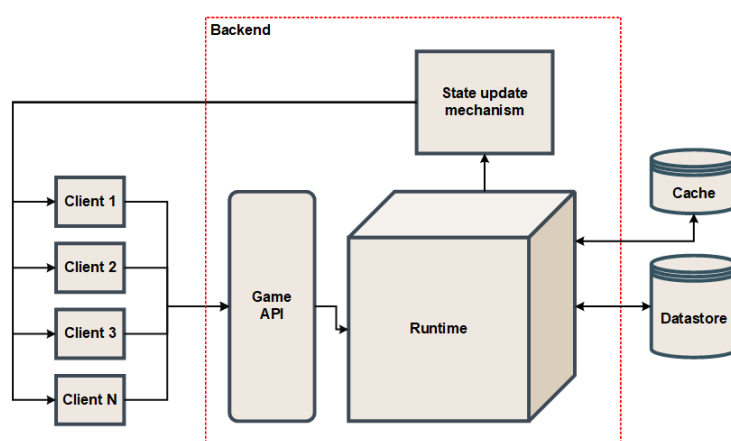 Backend
State update
mechanism
Client 1
Client 2
Client 3
Client N
Game
API
Runtime
Cache
Datastore